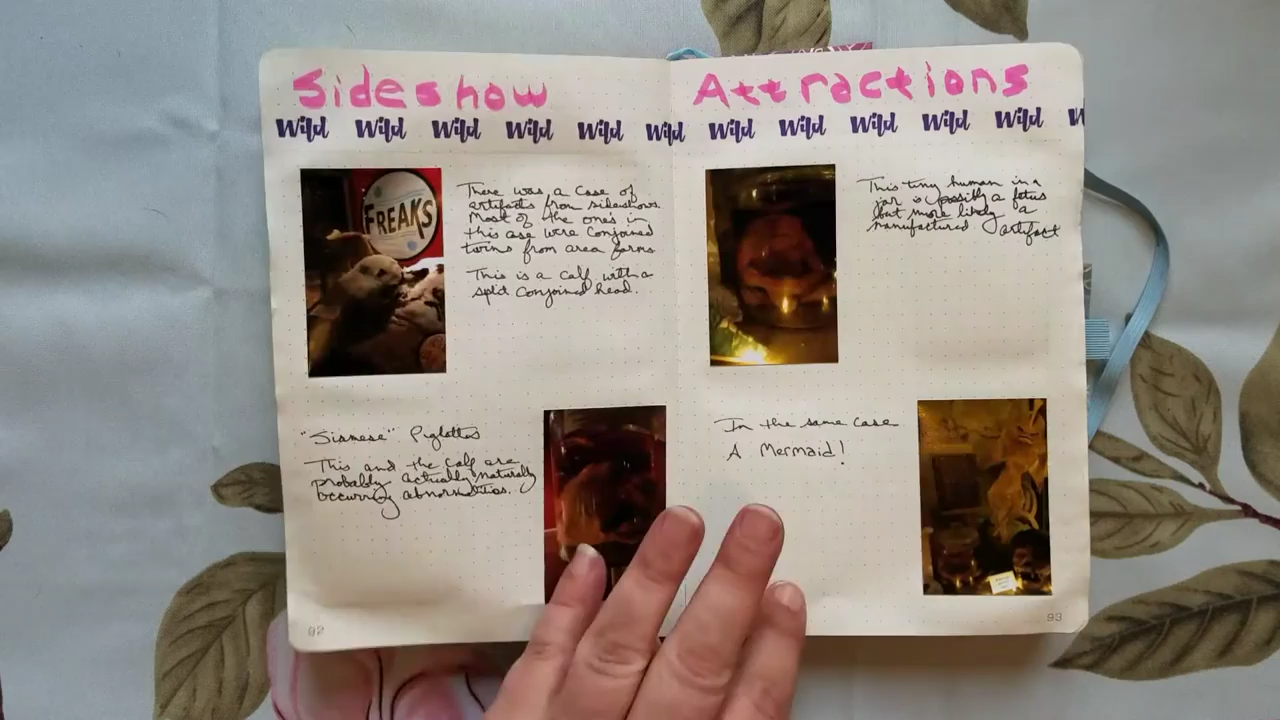 Sideshow Attractions
Wild Wild Wild Wild Wild Wild Wild Wild Wild Wild Wild W
FREAKS
There was a case of
artifacts from sideshows
Most of the one's in
this case were conjoined
twins from area farms
This is a calf with a
split conjoined head.
"Siamese" Piglettes
This and the calf are
probably actually naturally
occurring abnormalities.
92
This tiny human in a
jar is possibly a fetus
but more likely a
manufactured artifact
In the same case
A Mermaid!
93